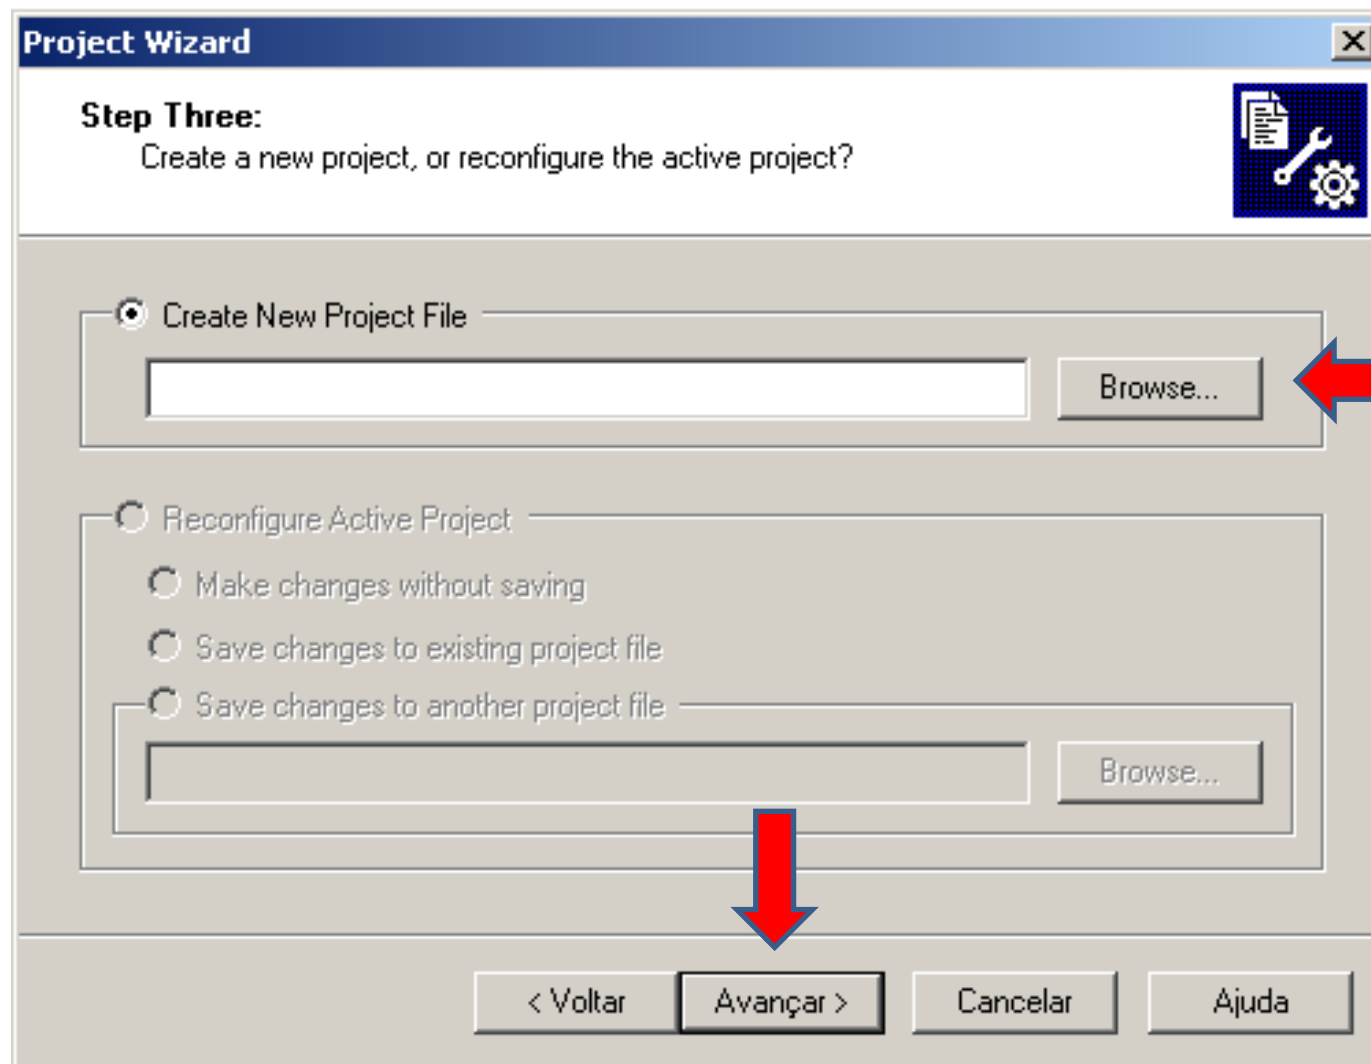 Project Wizard
Step Three:
Create a new project, or reconfigure the active project?
Create New Project File
Browse...
Reconfigure Active Project
Make changes without saving
Save changes to existing project file
Save changes to another project file
Browse...
< Voltar Avançar > Cancelar Ajuda